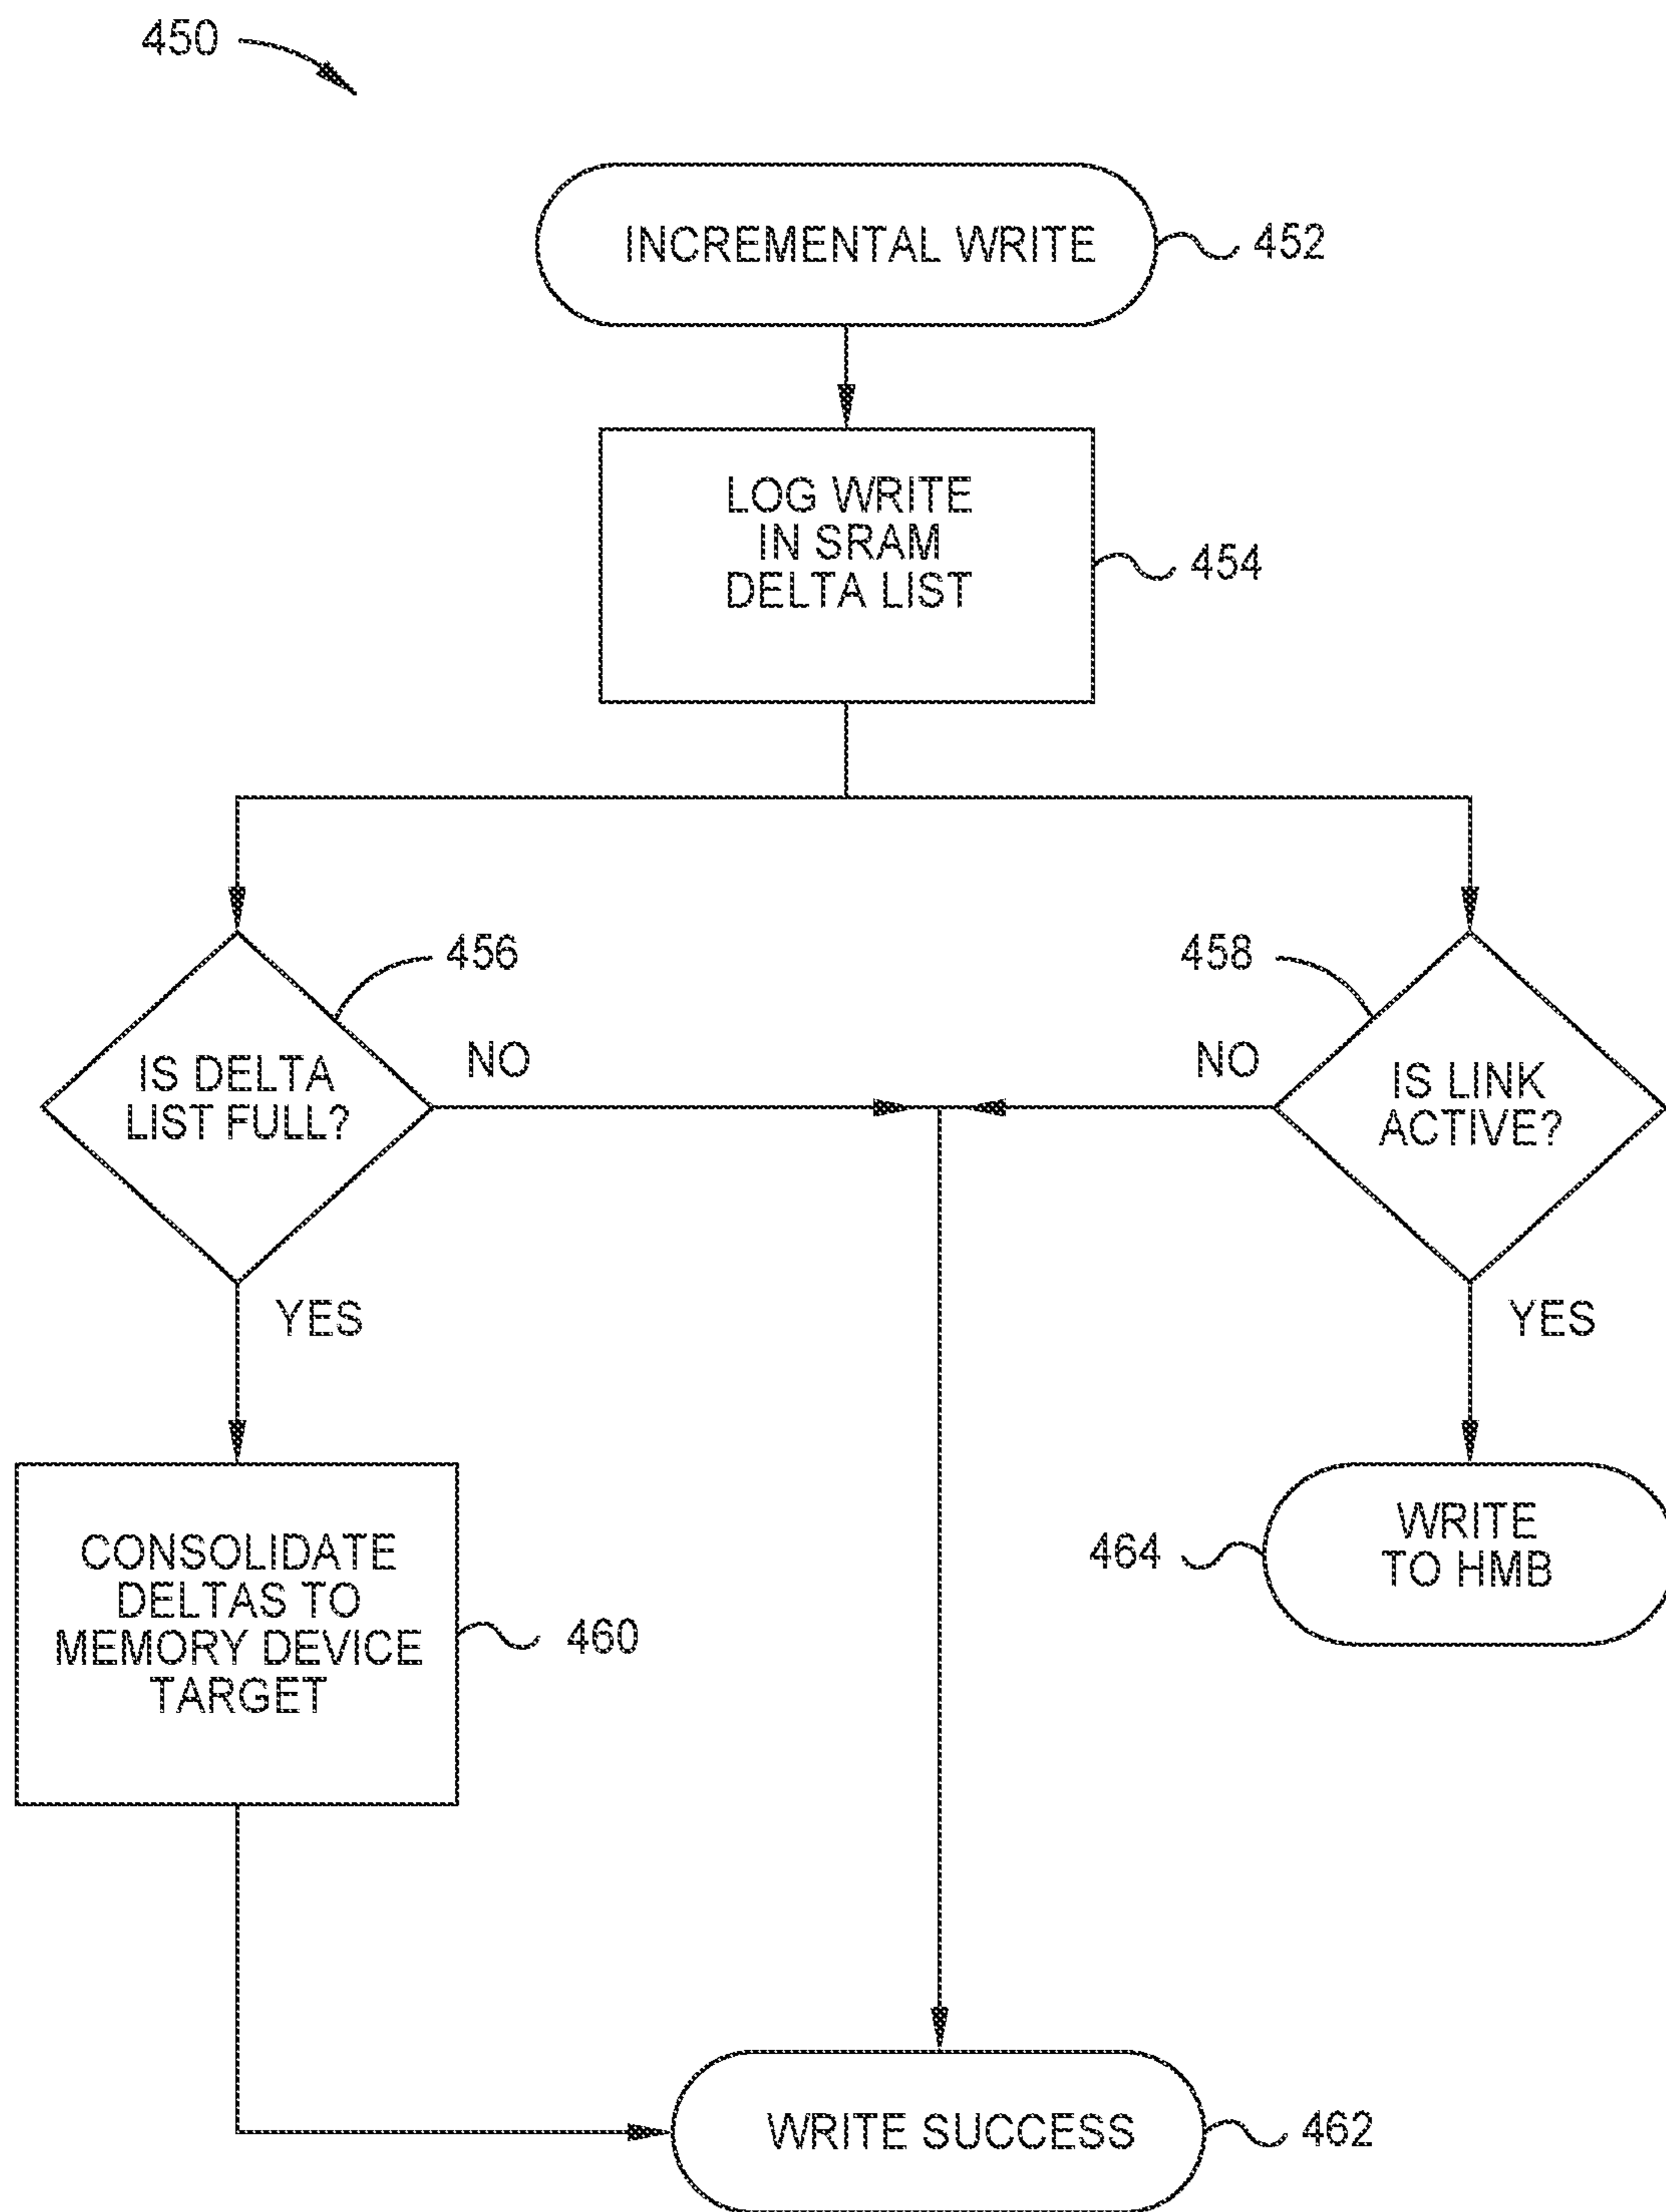 450
INCREMENTAL WRITE
452
LOG WRITE
IN SRAM
DELTA LIST
454
456
458
IS DELTA
LIST FULL?
NO
NO
IS LINK
ACTIVE?
YES
YES
CONSOLIDATE
DELTAS TO
MEMORY DEVICE
TARGET
460
464
WRITE
TO HMB
WRITE SUCCESS
462